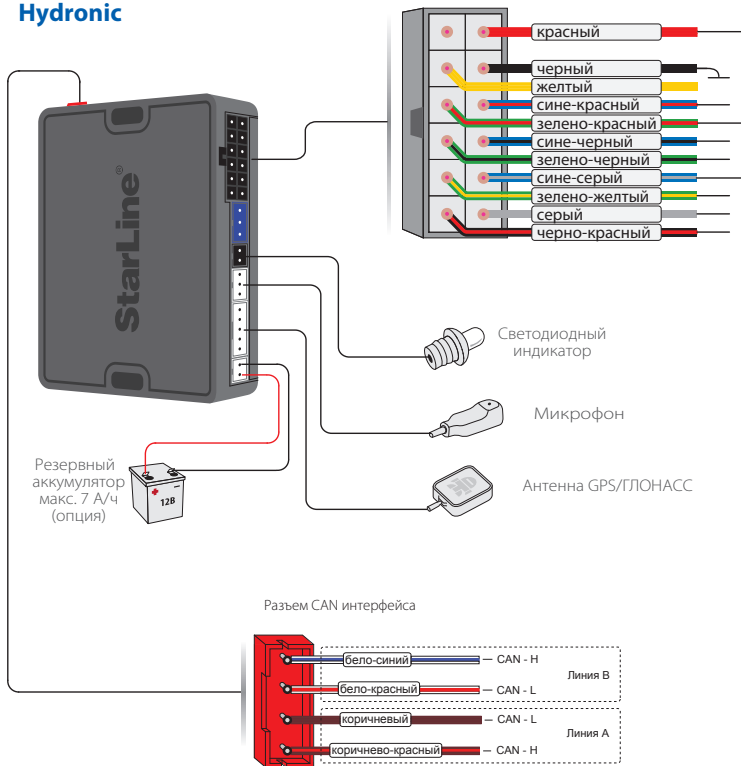 Hydronic
красный
черный
желтый
сине-красный
зелено-красный
сине-черный
зелено-черный
сине-серый
зелено-желтый
серый
черно-красный
StarLine®
Светодиодный
индикатор
Микрофон
Антенна GPS/ГЛОНАСС
Резервный
аккумулятор
макс. 7 А/ч
(опция)
12В
Разъем CAN интерфейса
бело-синий
CAN - H
бело-красный
CAN - L
Линия B
коричневый
CAN - L
коричнево-красный
CAN - H
Линия A